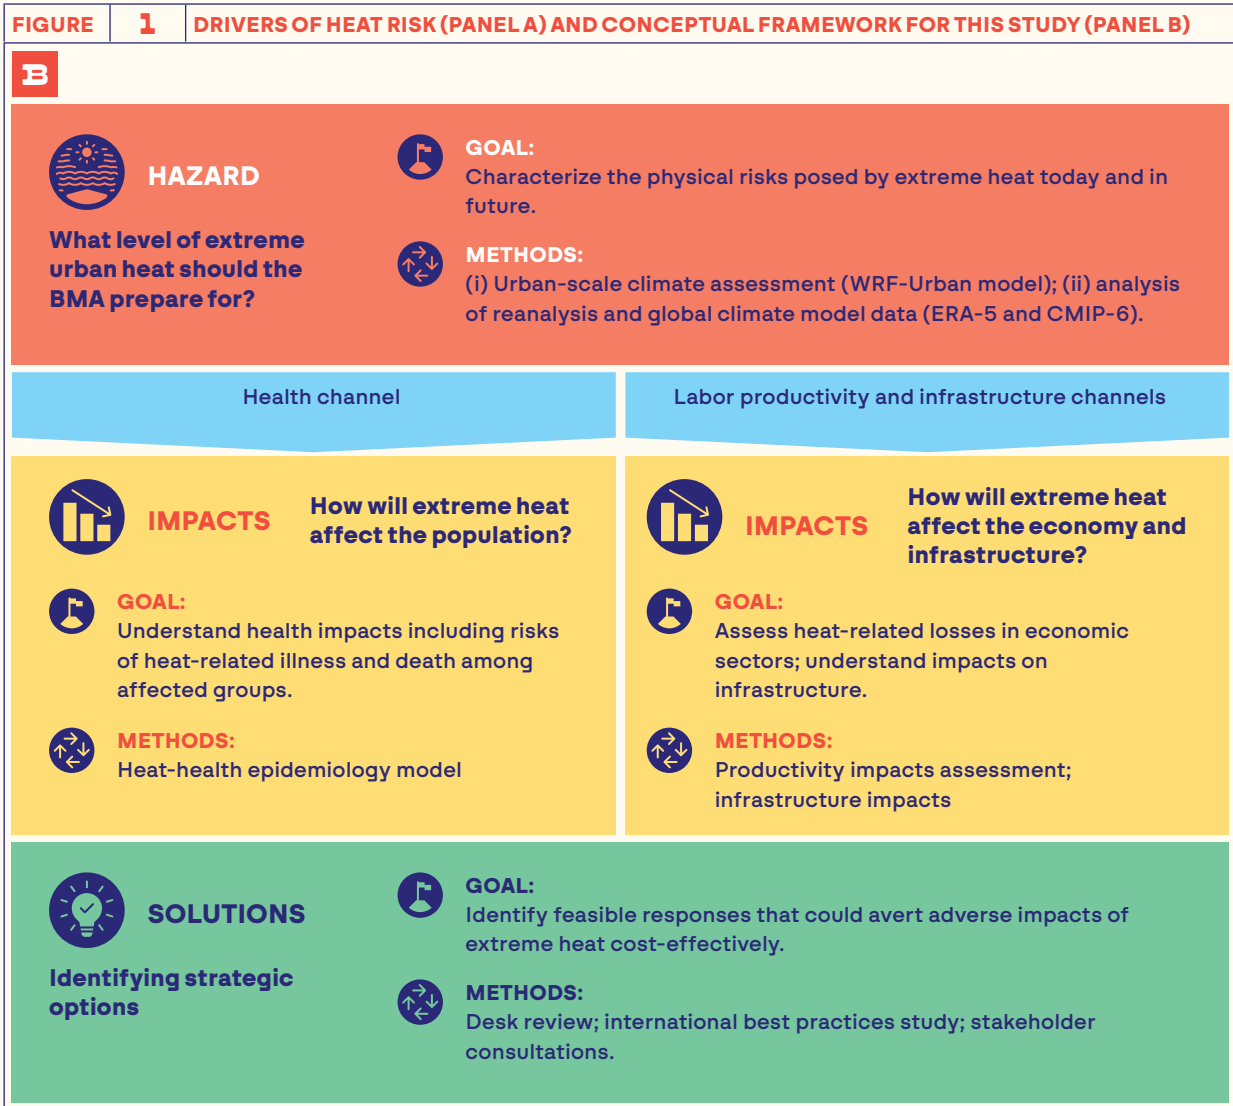 FIGURE 1 DRIVERS OF HEAT RISK (PANEL A) AND CONCEPTUAL FRAMEWORK FOR THIS STUDY (PANEL B)
B
HAZARD
What level of extreme
urban heat should the
BMA prepare for?
GOAL:
Characterize the physical risks posed by extreme heat today and in
future.
METHODS:
(i) Urban-scale climate assessment (WRF-Urban model); (ii) analysis
of reanalysis and global climate model data (ERA-5 and CMIP-6).
Health channel
Labor productivity and infrastructure channels
IMPACTS
How will extreme heat
affect the population?
GOAL:
Understand health impacts including risks
of heat-related illness and death among
affected groups.
METHODS:
Heat-health epidemiology model
IMPACTS
How will extreme heat
affect the economy and
infrastructure?
GOAL:
Assess heat-related losses in economic
sectors; understand impacts on
infrastructure.
METHODS:
Productivity impacts assessment;
infrastructure impacts
SOLUTIONS
Identifying strategic
options
GOAL:
Identify feasible responses that could avert adverse impacts of
extreme heat cost-effectively.
METHODS:
Desk review; international best practices study; stakeholder
consultations.